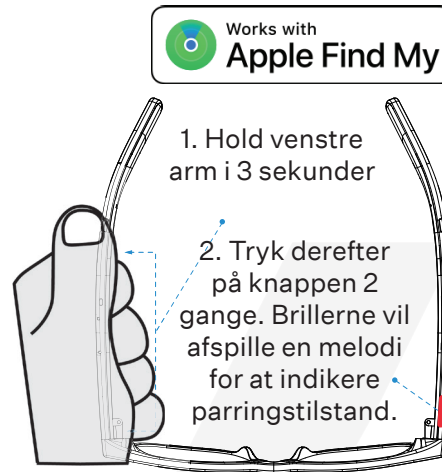 Works with
Apple Find My
1. Hold venstre
arm i 3 sekunder
2. Tryk derefter
på knappen 2
gange. Brillerne vil
afspille en melodi
for at indikere
parringstilstand.